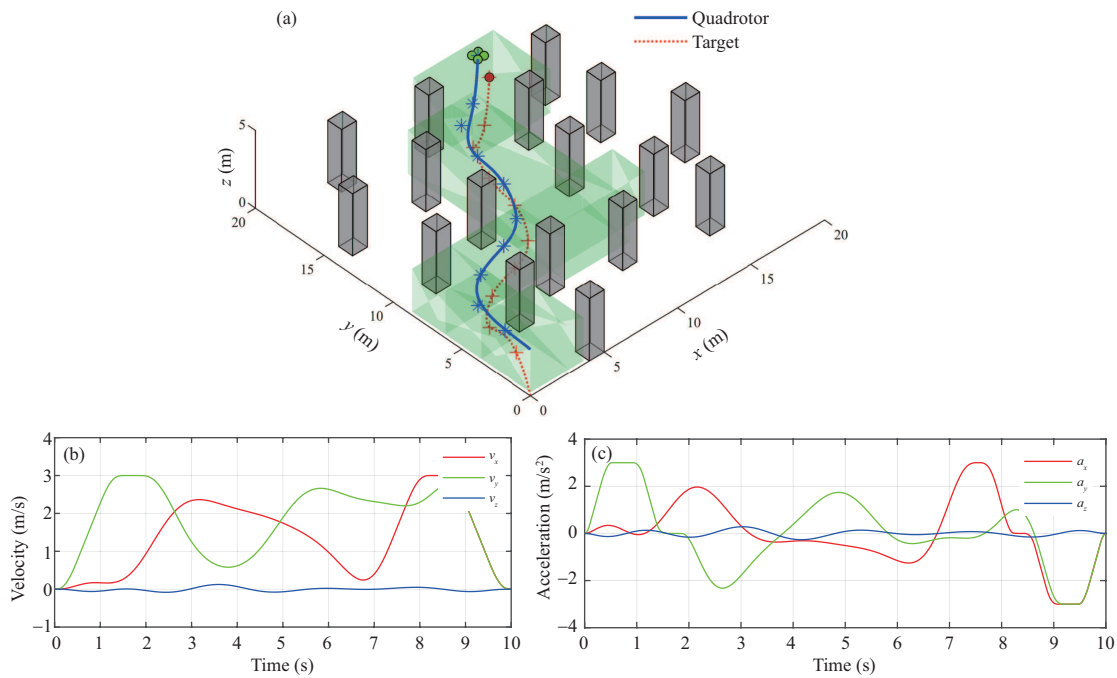 (a)
Quadrotor
Target
5
z (m)
0
20
15
10
y (m)
5
0
0
5
10
x (m)
15
20
(b)
v_x
v_y
v_z
4
3
2
1
0
−1
Velocity (m/s)
0 1 2 3 4 5 6 7 8 9 10
Time (s)
(c)
a_x
a_y
a_z
4
2
0
−2
−4
Acceleration (m/s²)
0 1 2 3 4 5 6 7 8 9 10
Time (s)